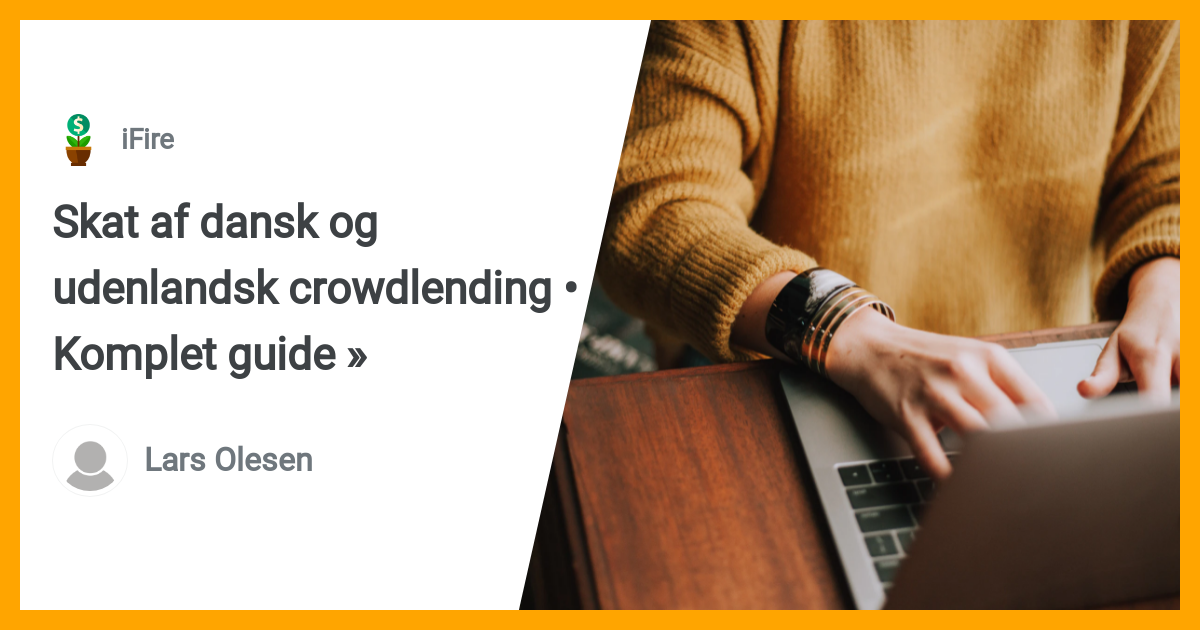 iFire
Skat af dansk og
udenlandsk crowdlending •
Komplet guide »
Lars Olesen